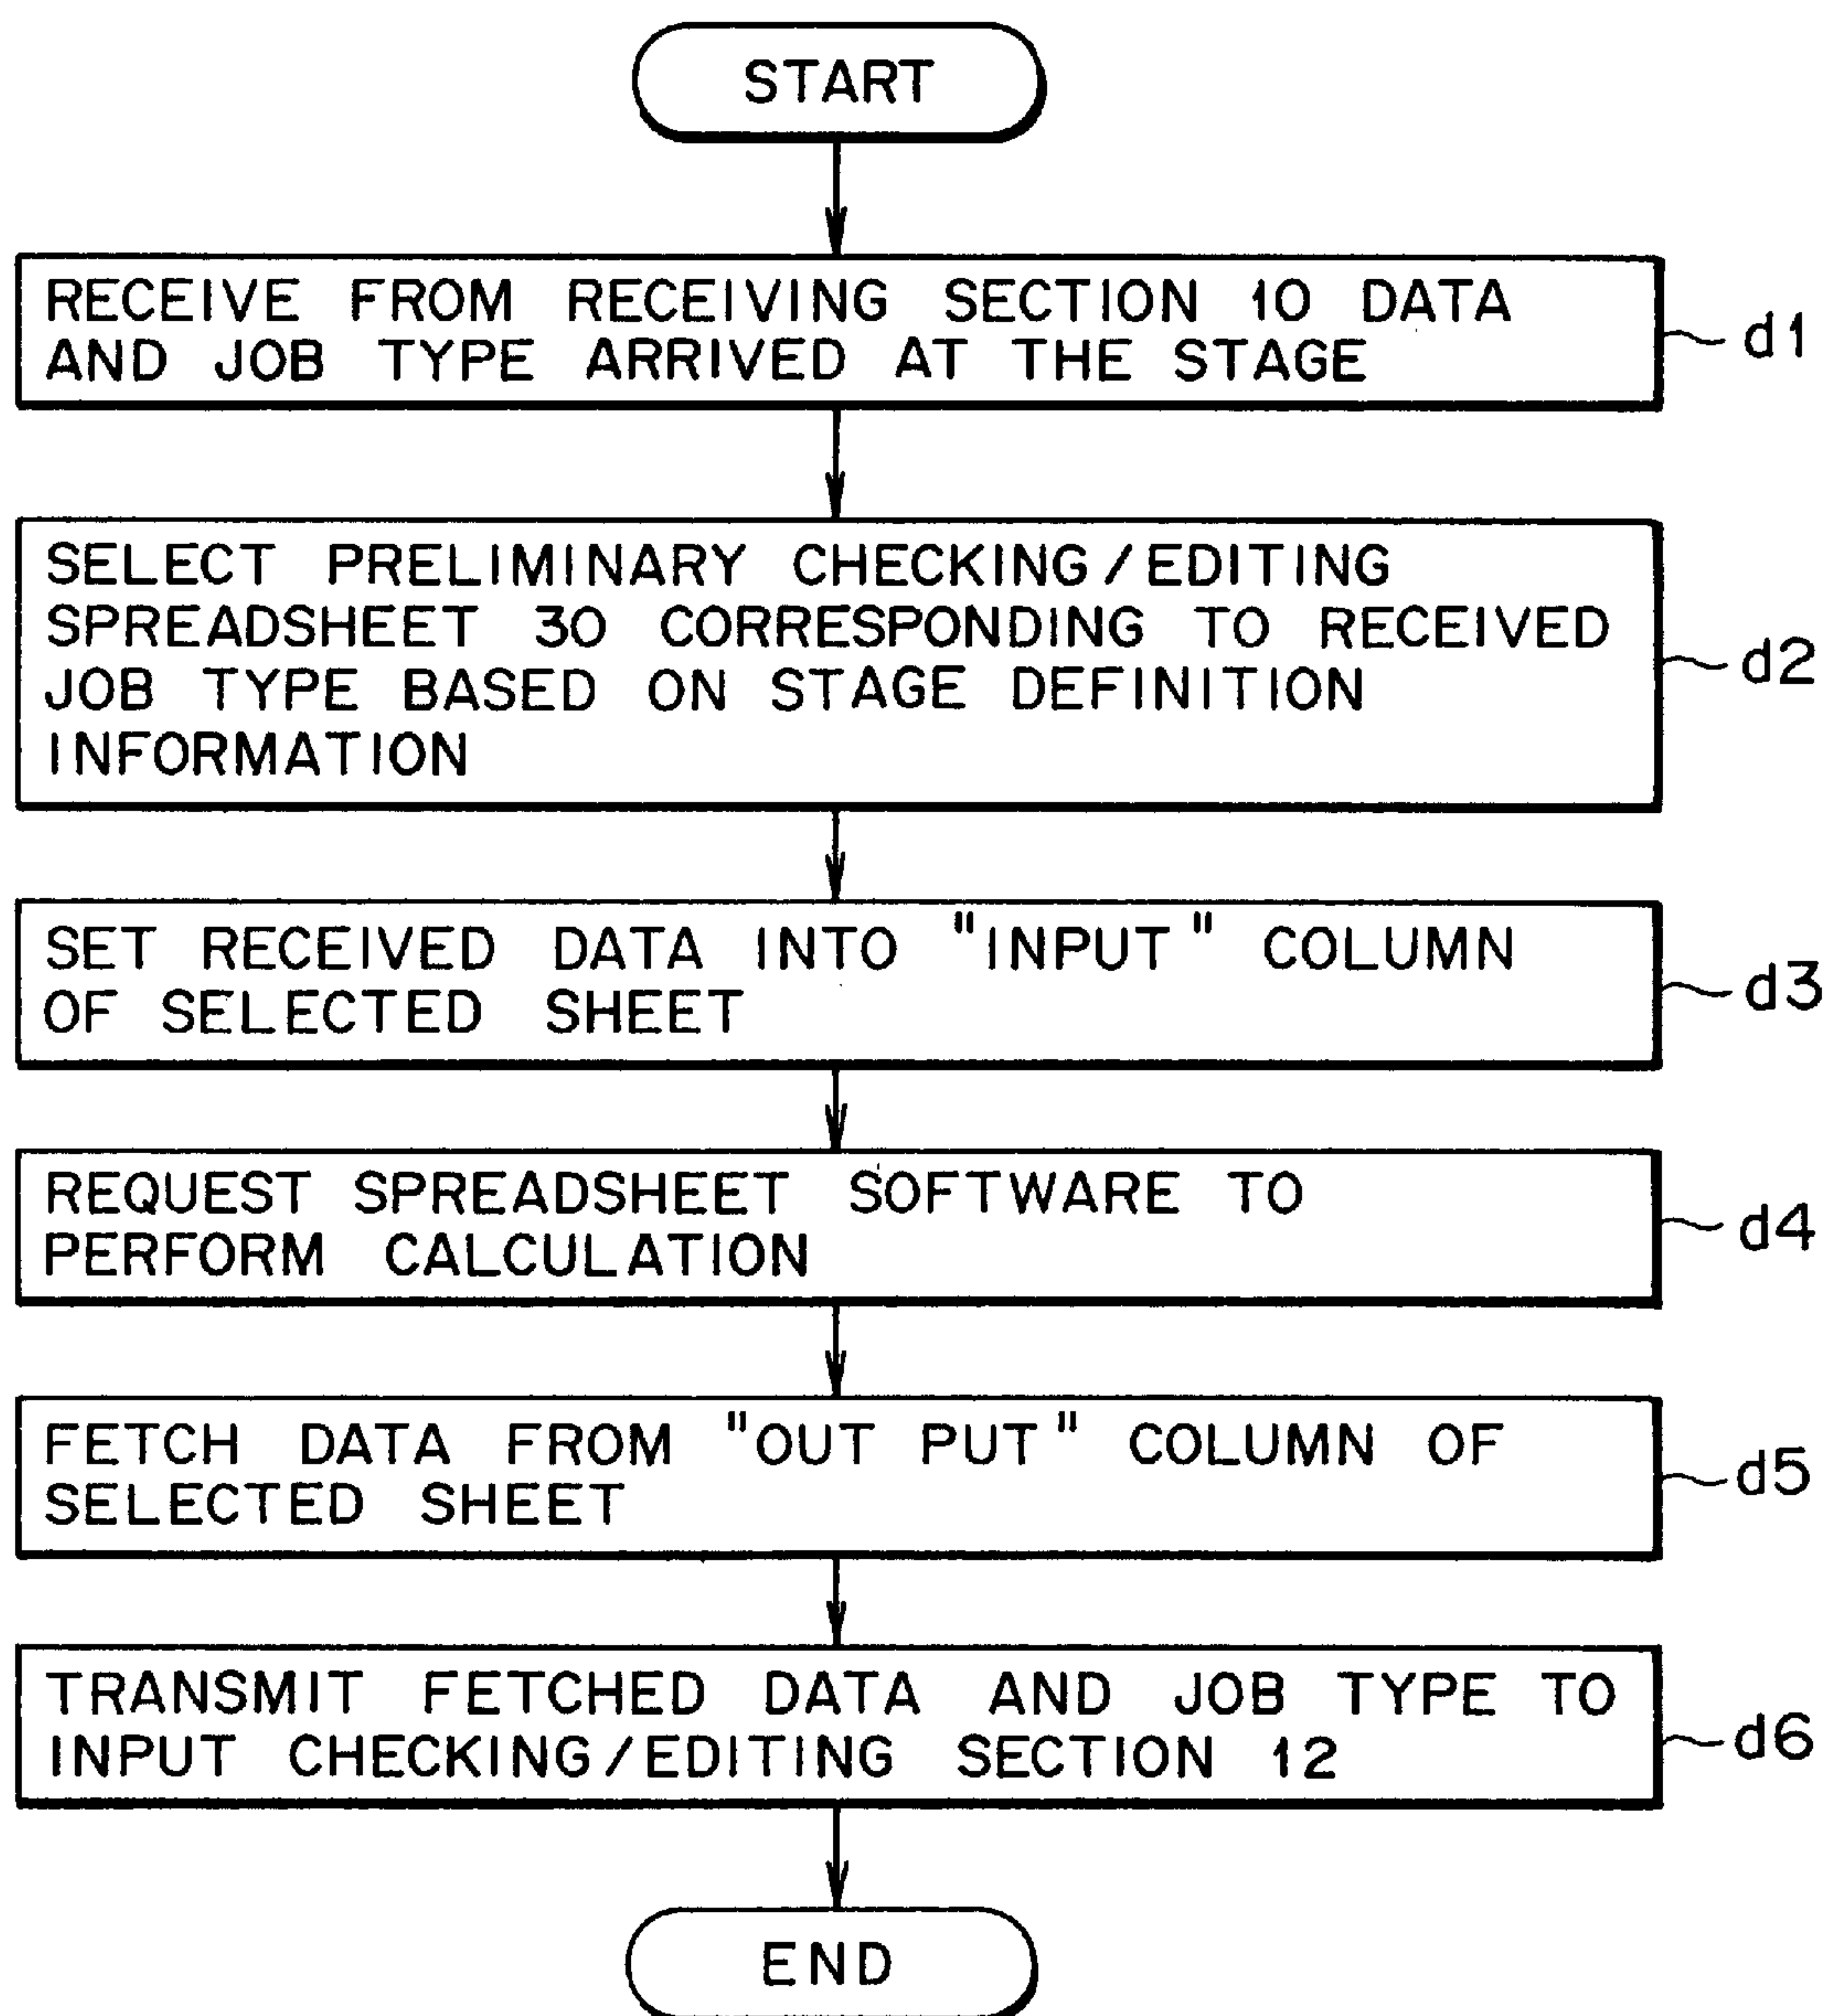 START
RECEIVE FROM RECEIVING SECTION 10 DATA
AND JOB TYPE ARRIVED AT THE STAGE
d1
SELECT PRELIMINARY CHECKING/EDITING
SPREADSHEET 30 CORRESPONDING TO RECEIVED
JOB TYPE BASED ON STAGE DEFINITION
INFORMATION
d2
SET RECEIVED DATA INTO "INPUT" COLUMN
OF SELECTED SHEET
d3
REQUEST SPREADSHEET SOFTWARE TO
PERFORM CALCULATION
d4
FETCH DATA FROM "OUT PUT" COLUMN OF
SELECTED SHEET
d5
TRANSMIT FETCHED DATA AND JOB TYPE TO
INPUT CHECKING/EDITING SECTION 12
d6
END